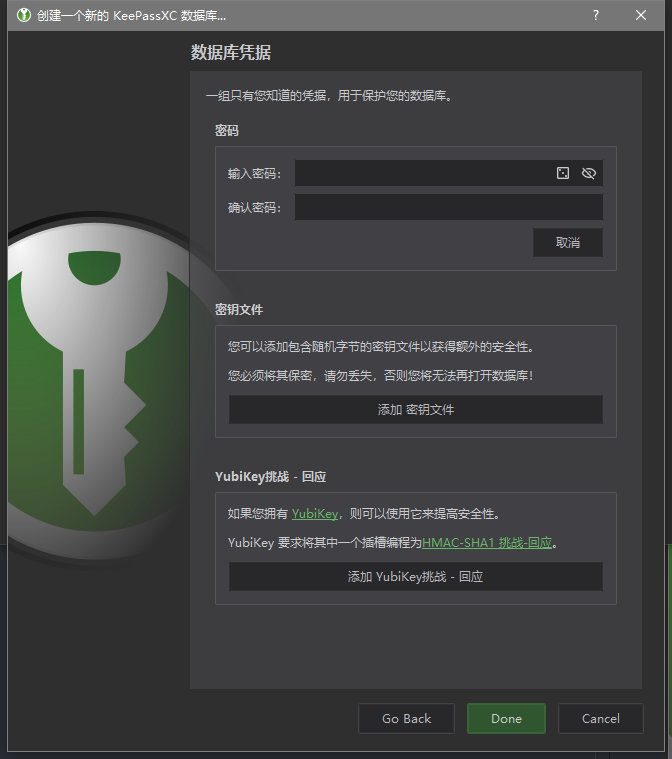 创建一个新的 KeePassXC 数据库...
?
数据库凭据
一组只有您知道的凭据，用于保护您的数据库。
密码
输入密码：
确认密码：
取消
密钥文件
您可以添加包含随机字节的密钥文件以获得额外的安全性。
您必须将其保密，请勿丢失，否则您将无法再打开数据库！
添加 密钥文件
YubiKey挑战 - 回应
如果您拥有 YubiKey，则可以使用它来提高安全性。
YubiKey 要求将其中一个插槽编程为HMAC-SHA1 挑战-回应。
添加 YubiKey挑战 - 回应
Go Back
Done
Cancel